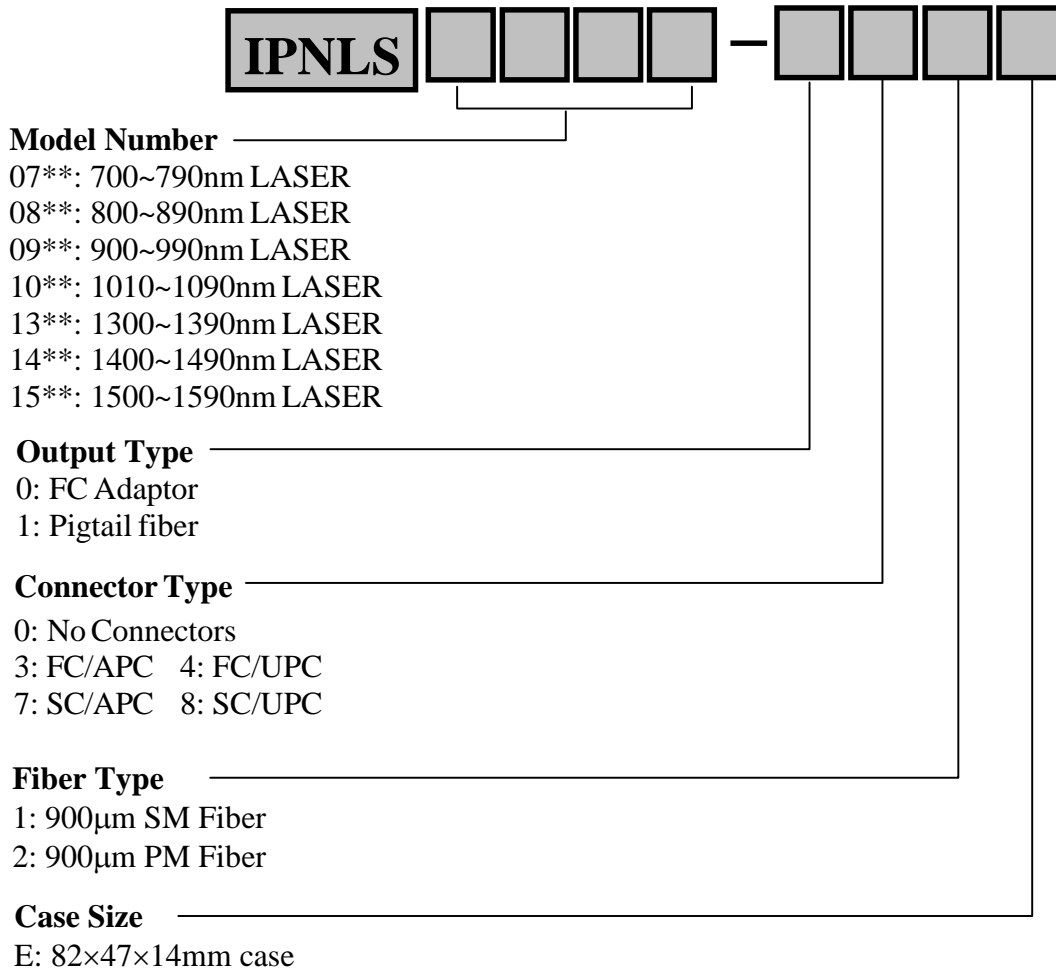 IPNLS –
Model Number
07**: 700~790nm LASER
08**: 800~890nm LASER
09**: 900~990nm LASER
10**: 1010~1090nm LASER
13**: 1300~1390nm LASER
14**: 1400~1490nm LASER
15**: 1500~1590nm LASER
Output Type
0: FC Adaptor
1: Pigtail fiber
Connector Type
0: No Connectors
3: FC/APC 4: FC/UPC
7: SC/APC 8: SC/UPC
Fiber Type
1: 900μm SM Fiber
2: 900μm PM Fiber
Case Size
E: 82×47×14mm case